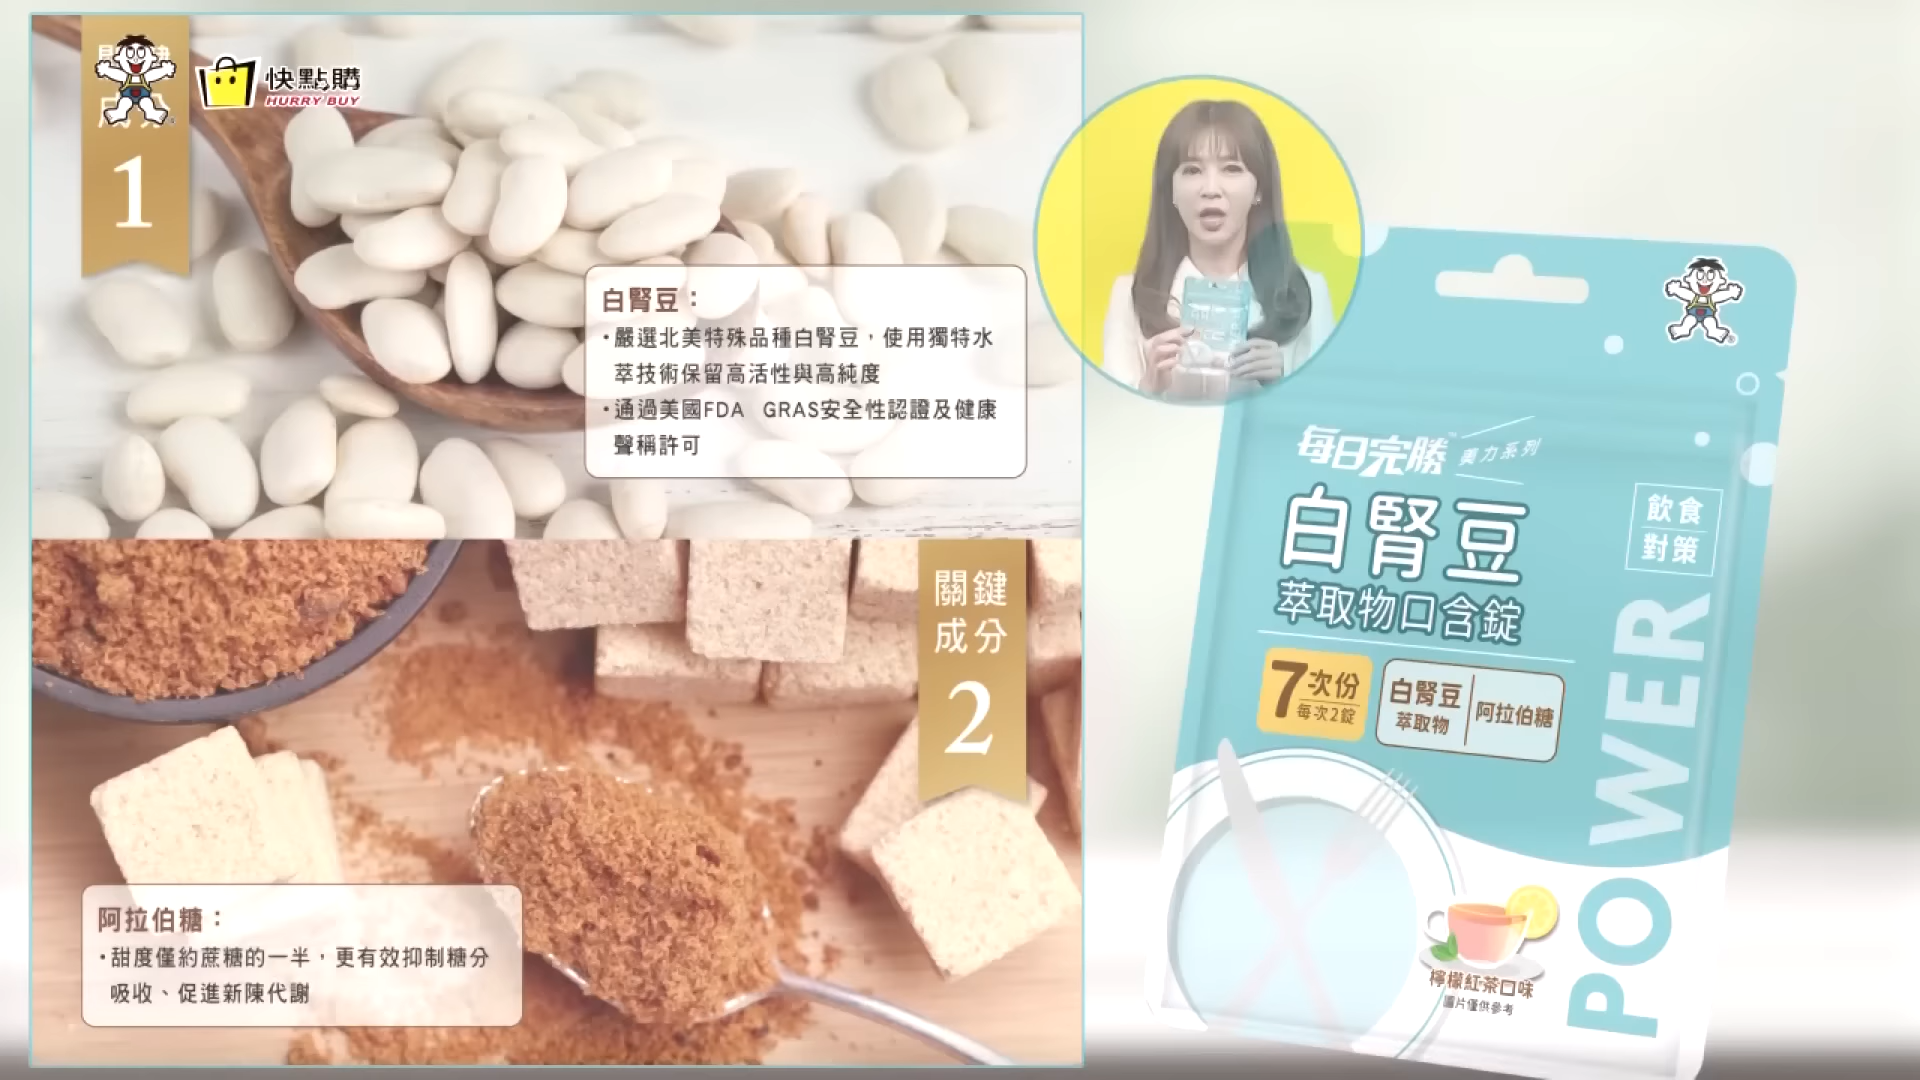 快點購
HURRY BUY
1
白腎豆：
·嚴選北美特殊品種白腎豆，使用獨特水
萃技術保留高活性與高純度
·通過美國FDA GRAS安全性認證及健康
聲稱許可
關鍵
成分
2
阿拉伯糖：
·甜度僅約蔗糖的一半，更有效抑制糖分
吸收、促進新陳代謝
每日完勝 美力系列
白腎豆
萃取物口含錠
飲食
對策
7次份
每次2錠
白腎豆
萃取物
阿拉伯糖
POWER
檸檬紅茶口味
圖片僅供參考